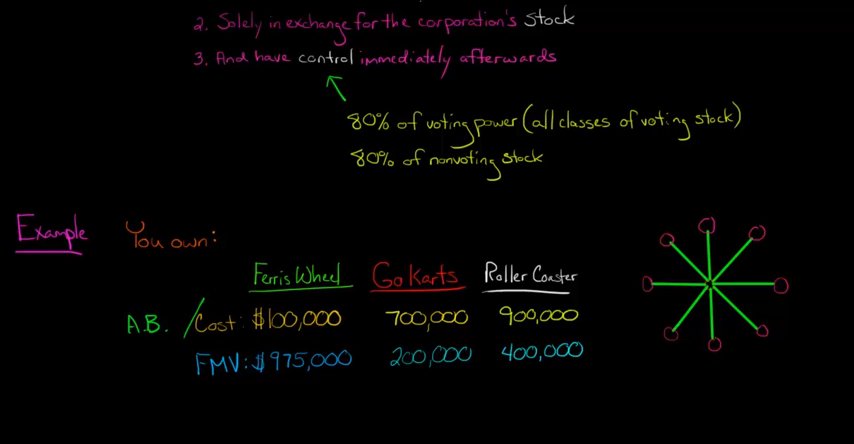 2. Solely in exchange for the corporation's stock
3. And have control immediately afterwards
80% of voting power (all classes of voting stock)
80% of nonvoting stock
Example
You own:
Ferris Wheel Go Karts Roller Coaster
A.B. / Cost: $100,000 700,000 900,000
FMV: $975,000 200,000 400,000